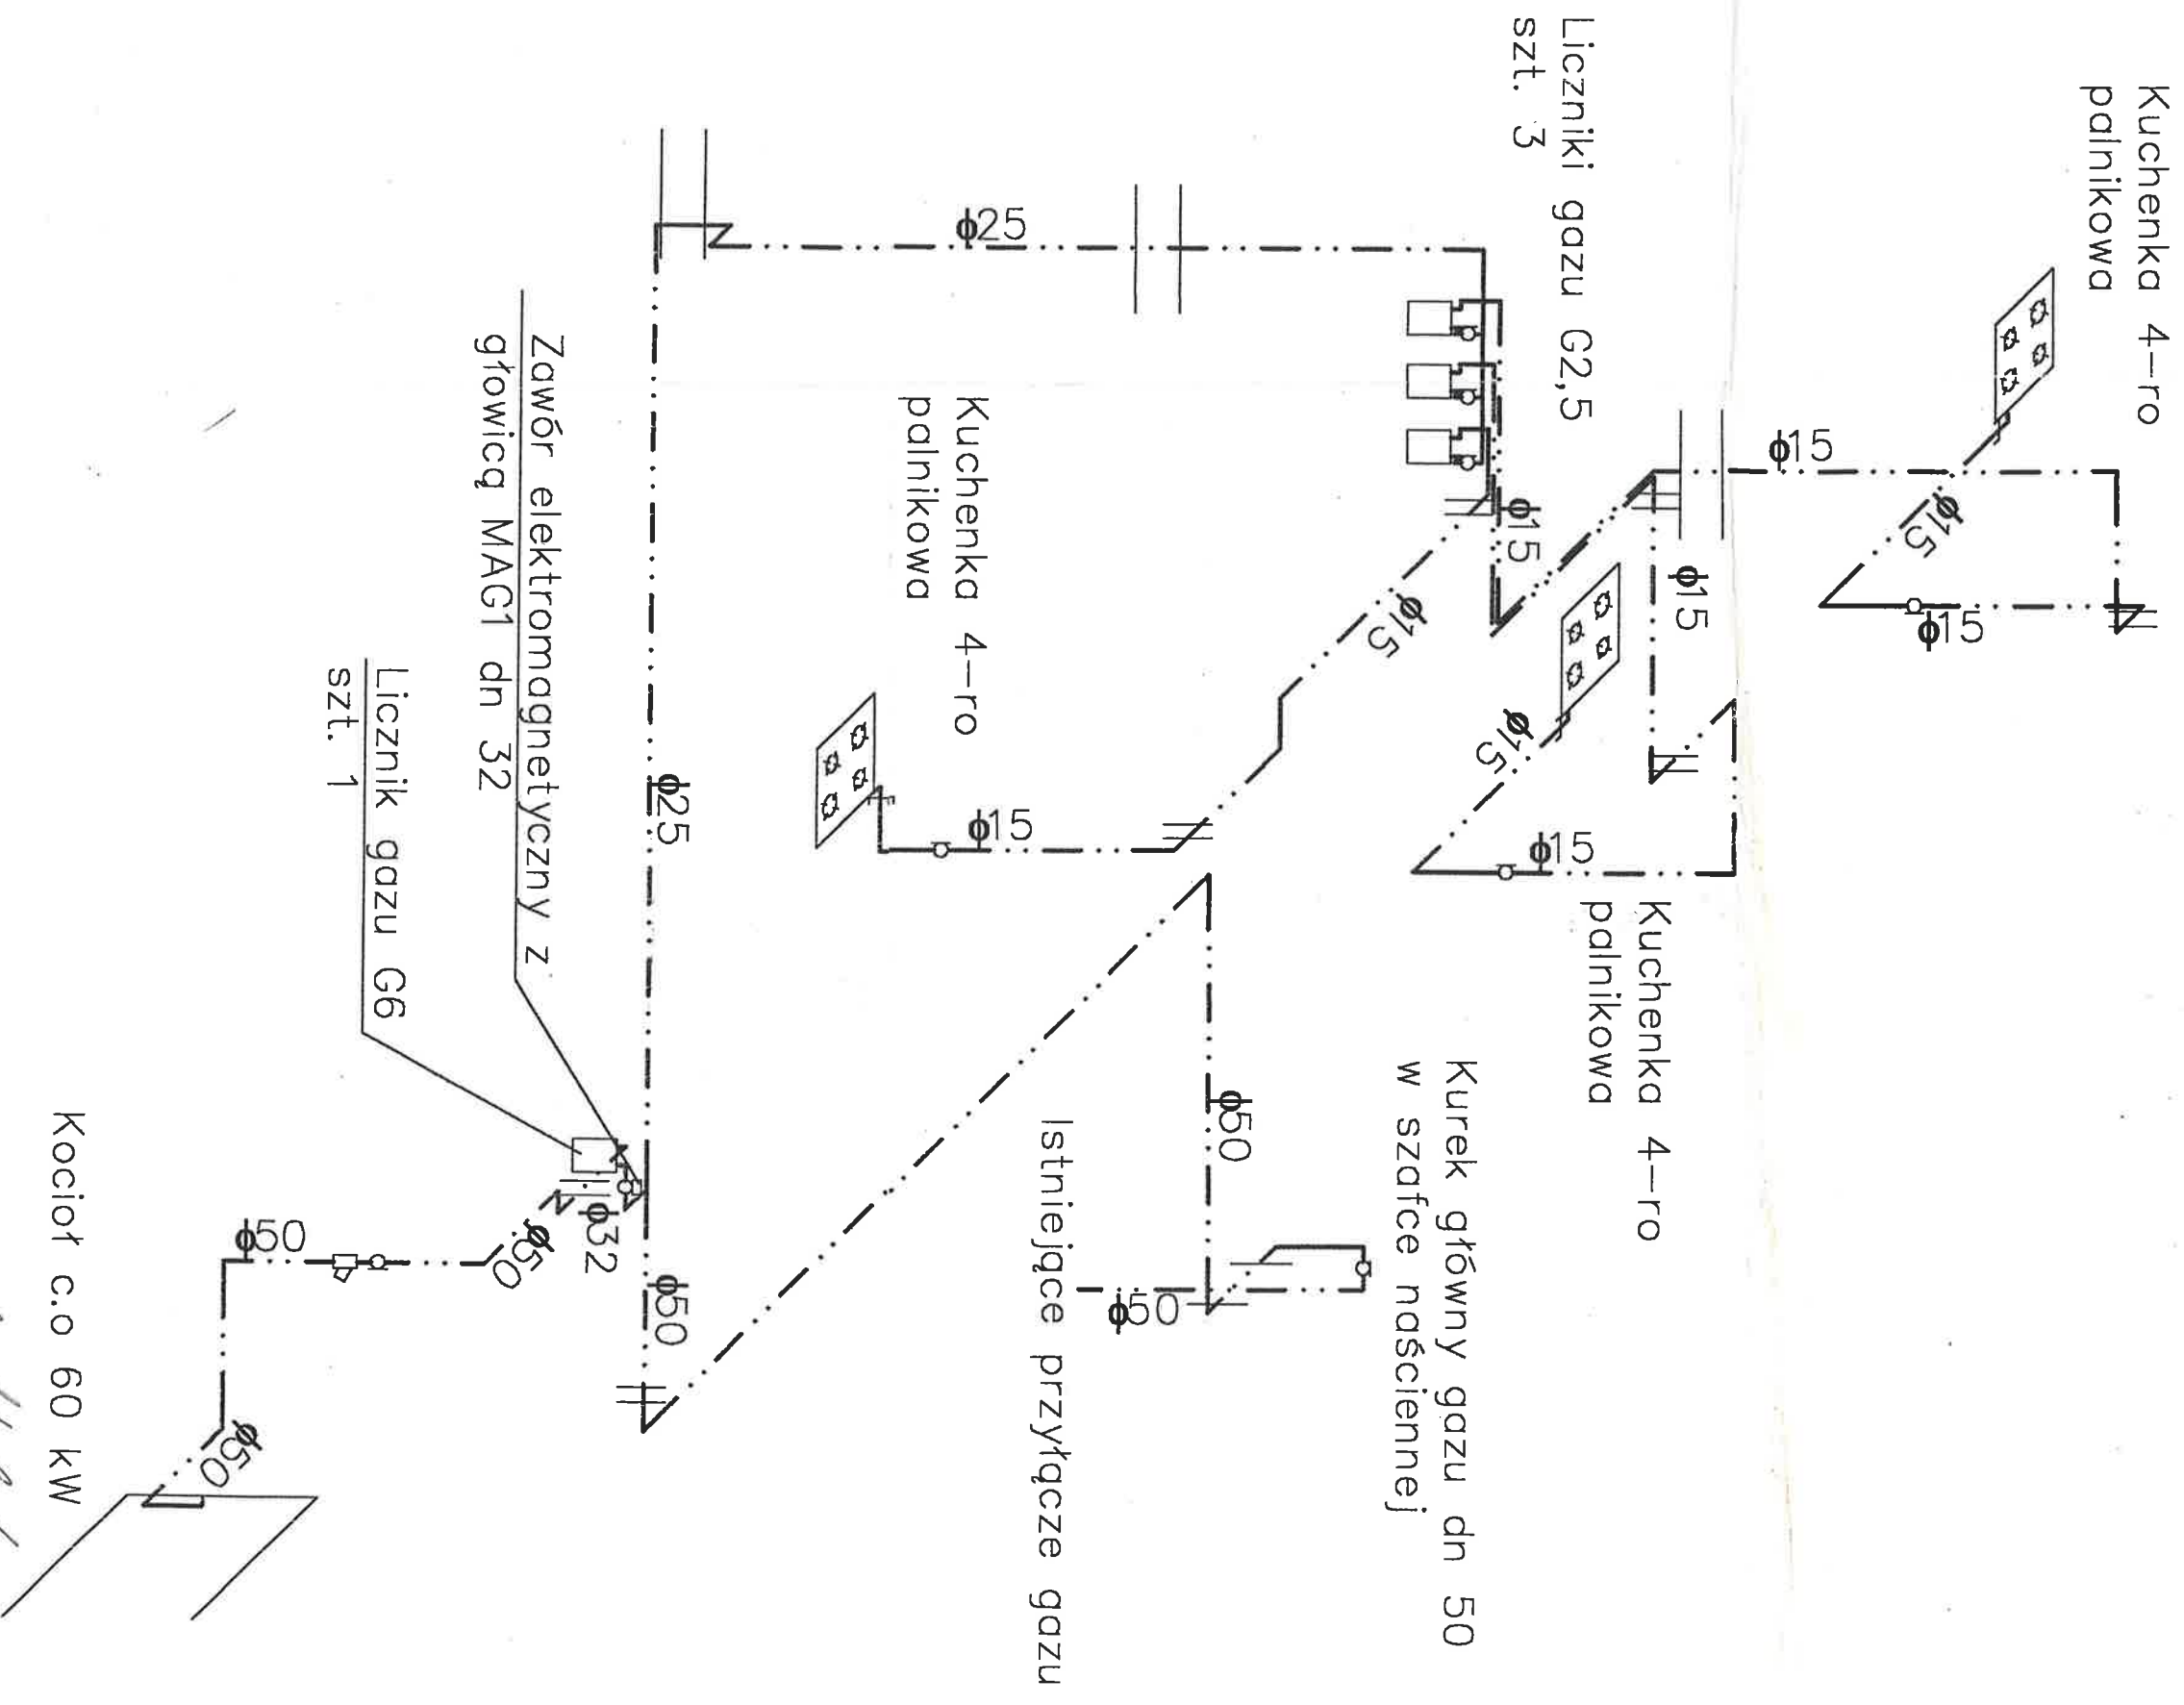 Kuchenka 4-ro
palnikowa
ϕ15
ϕ15
ϕ15
ϕ15
Kuchenka 4-ro
palnikowa
Liczniki gazu G2,5
szt. 3
ϕ15
ϕ15
ϕ15
Kurek główny gazu dn 50
w szafce naściennej
ϕ15
ϕ50
ϕ50
Istniejące przyłącze gazu
ϕ25
ϕ15
Kuchenka 4-ro
palnikowa
ϕ25
ϕ50
ϕ32
ϕ50
Zawór elektromagnetyczny z
głowicą MAG1 dn 32
Licznik gazu G6
szt. 1
ϕ50
ϕ50
Kocioł c.o 60 kW